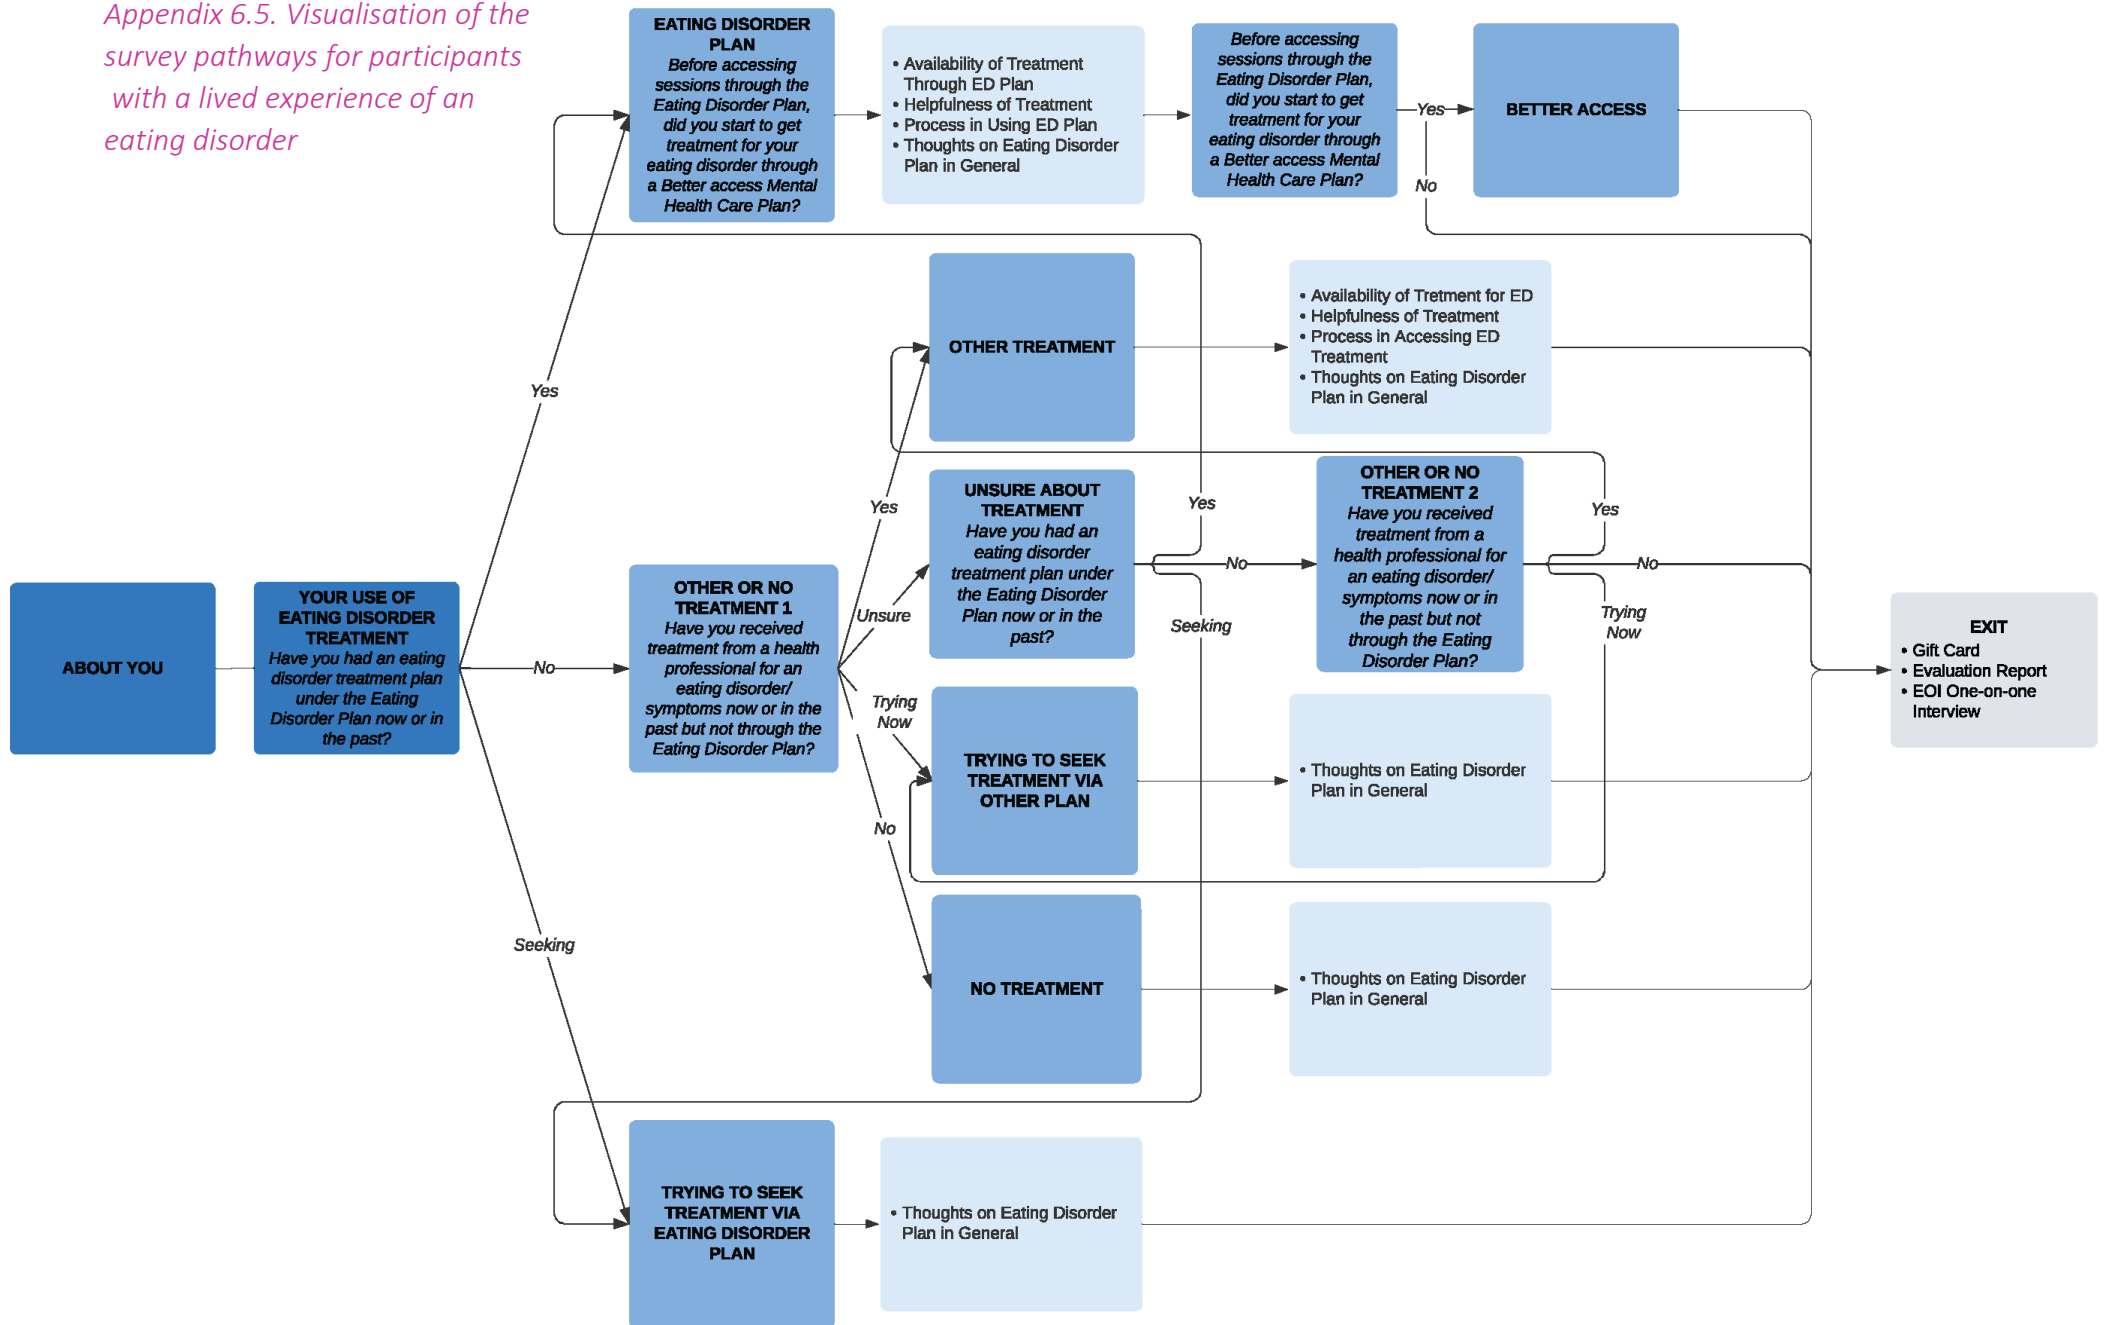 Appendix 6.5. Visualisation of the
survey pathways for participants
with a lived experience of an
eating disorder
EATING DISORDER
PLAN
Before accessing
sessions through the
Eating Disorder Plan,
did you start to get
treatment for your
eating disorder through
a Better access Mental
Health Care Plan?
• Availability of Treatment
Through ED Plan
• Helpfulness of Treatment
• Process in Using ED Plan
• Thoughts on Eating Disorder
Plan in General
Before accessing
sessions through the
Eating Disorder Plan,
did you start to get
treatment for your
eating disorder through
a Better access Mental
Health Care Plan?
Yes
No
BETTER ACCESS
OTHER TREATMENT
• Availability of Tretment for ED
• Helpfulness of Treatment
• Process in Accessing ED
Treatment
• Thoughts on Eating Disorder
Plan in General
Yes
Yes
Unsure
UNSURE ABOUT
TREATMENT
Have you had an
eating disorder
treatment plan under
the Eating Disorder
Plan now or in the
past?
Yes
No
Seeking
OTHER OR NO
TREATMENT 2
Have you received
treatment from a
health professional for
an eating disorder/
symptoms now or in
the past but not
through the Eating
Disorder Plan?
Yes
No
Trying
Now
ABOUT YOU
YOUR USE OF
EATING DISORDER
TREATMENT
Have you had an eating
disorder treatment plan
under the Eating
Disorder Plan now or in
the past?
No
OTHER OR NO
TREATMENT 1
Have you received
treatment from a health
professional for an
eating disorder/
symptoms now or in the
past but not through the
Eating Disorder Plan?
Trying
Now
No
TRYING TO SEEK
TREATMENT VIA
OTHER PLAN
• Thoughts on Eating Disorder
Plan in General
EXIT
• Gift Card
• Evaluation Report
• EOI One-on-one
Interview
Seeking
NO TREATMENT
• Thoughts on Eating Disorder
Plan in General
TRYING TO SEEK
TREATMENT VIA
EATING DISORDER
PLAN
• Thoughts on Eating Disorder
Plan in General